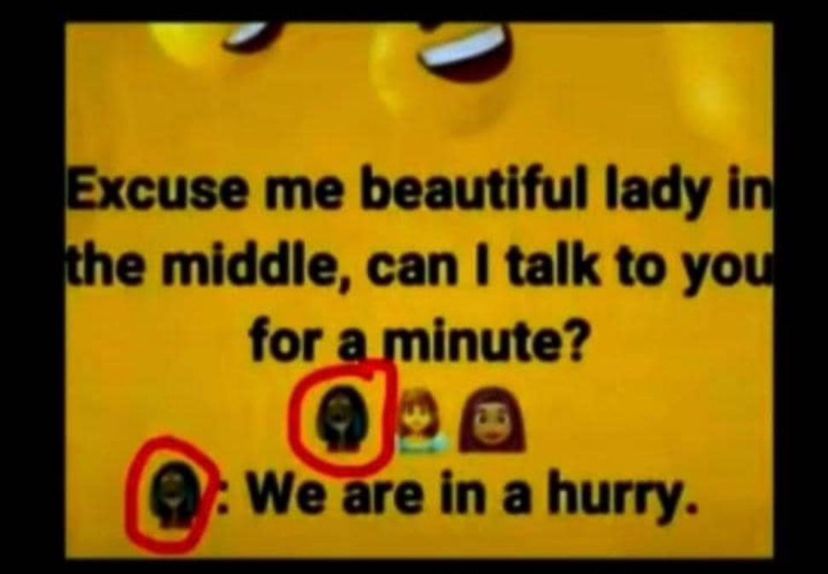 Excuse me beautiful lady in
the middle, can I talk to you
for a minute?
: We are in a hurry.